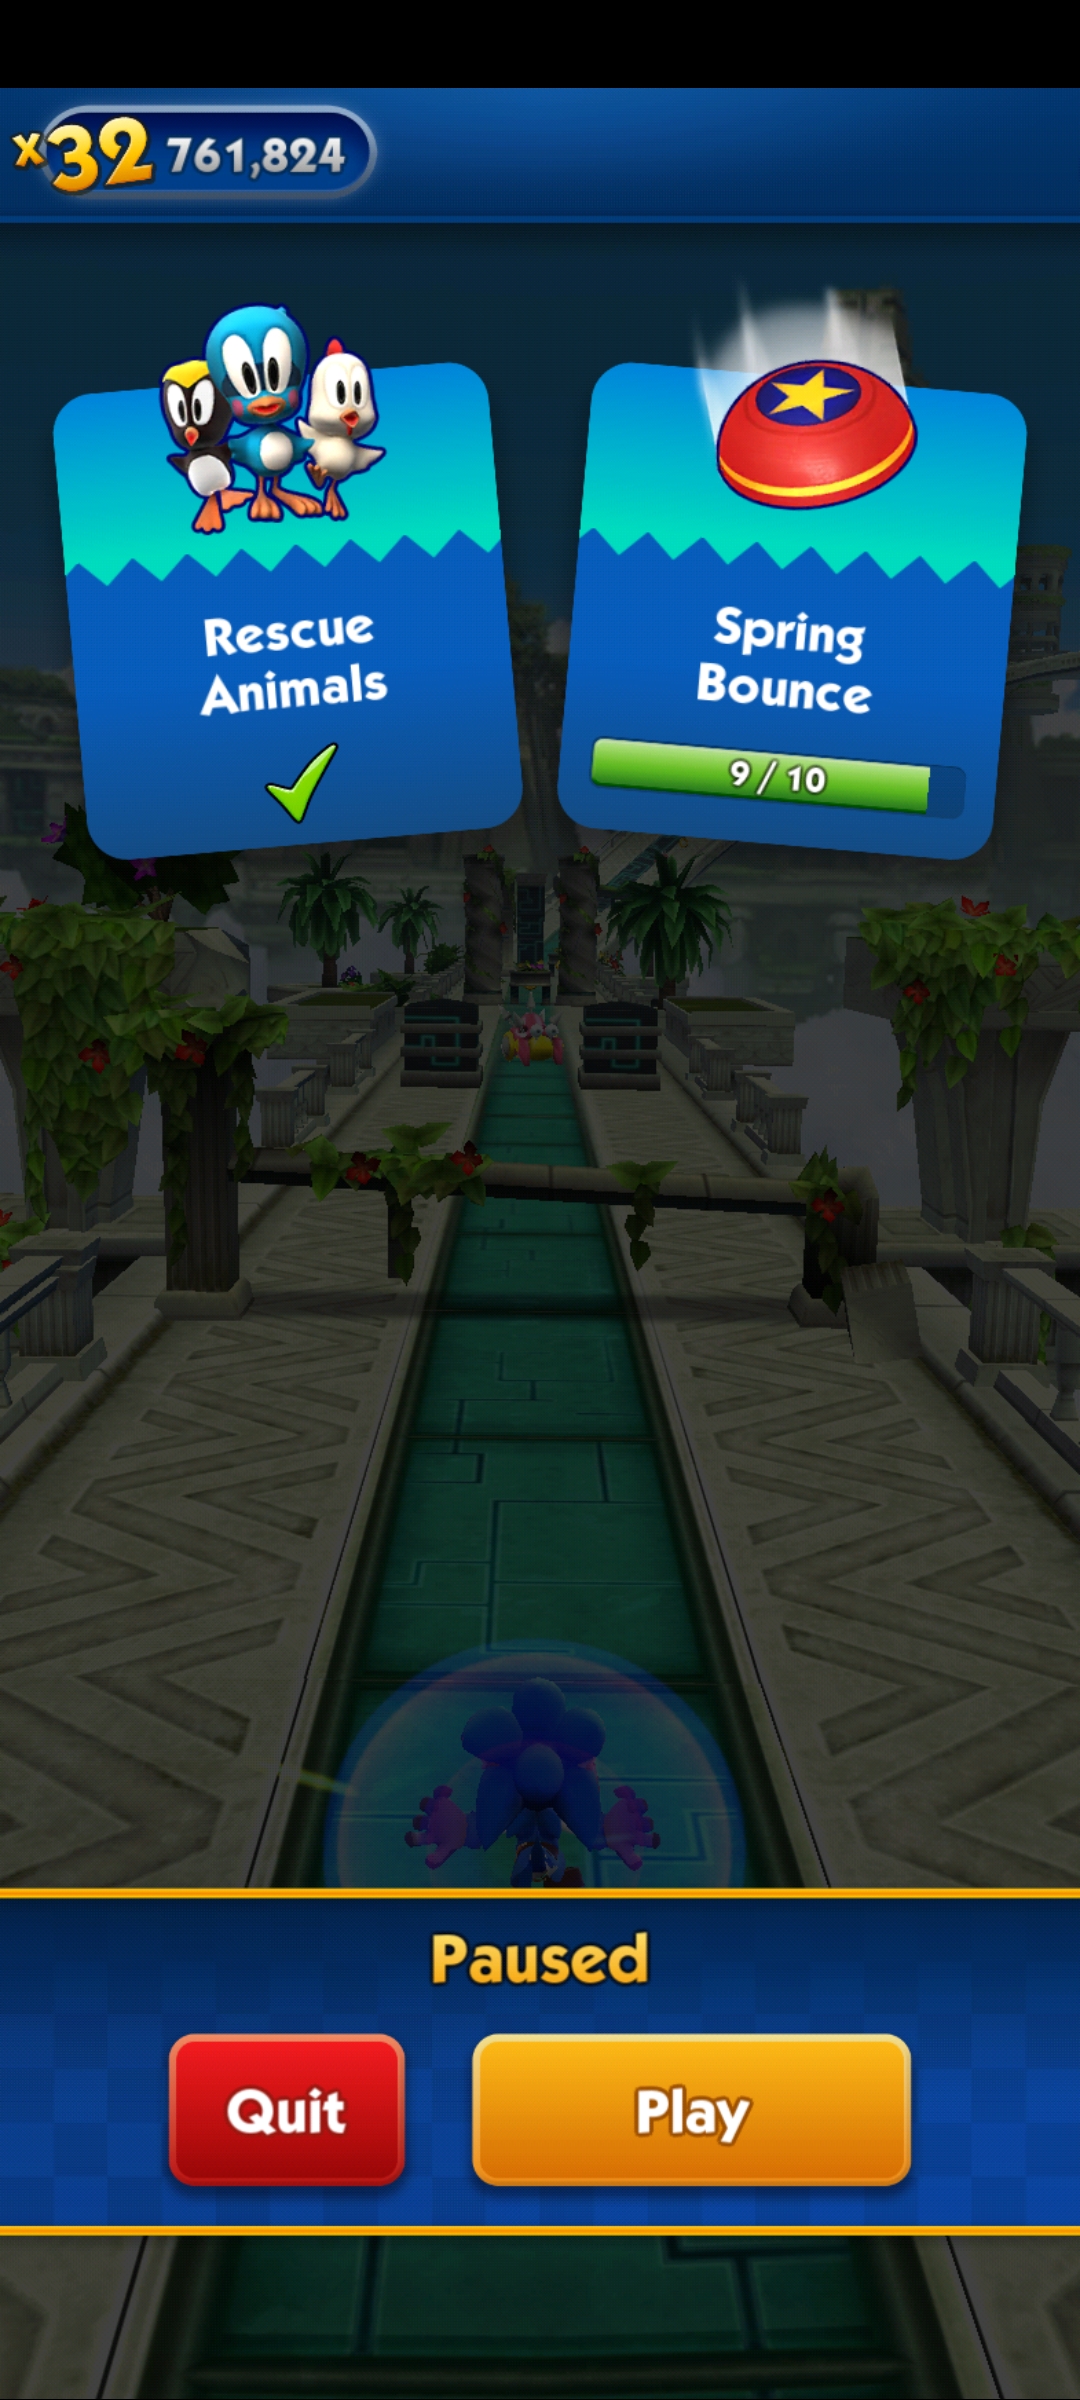 x32 761,824
Rescue
Animals
Spring
Bounce
9 / 10
Paused
Quit
Play